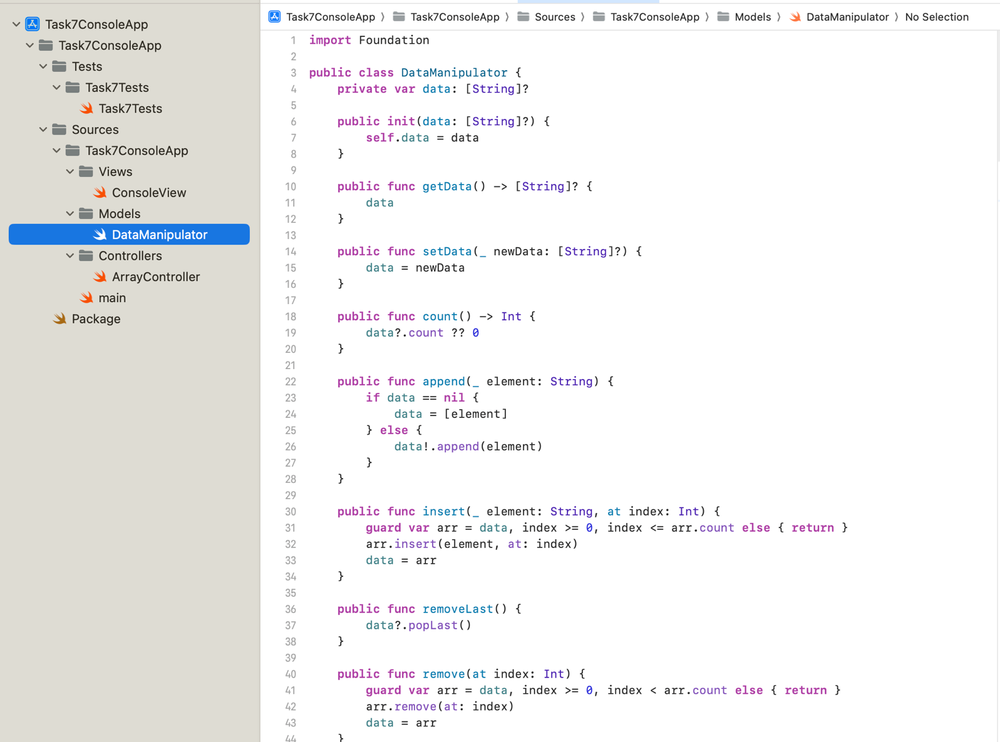 Task7ConsoleApp
Task7ConsoleApp
Tests
Task7Tests
Task7Tests
Sources
Task7ConsoleApp
Views
ConsoleView
Models
DataManipulator
Controllers
ArrayController
main
Package
Task7ConsoleApp 〉 Task7ConsoleApp 〉 Sources 〉 Task7ConsoleApp 〉 Models 〉 DataManipulator 〉 No Selection
1 import Foundation
2
3 public class DataManipulator {
4     private var data: [String]?
5
6     public init(data: [String]?) {
7         self.data = data
8     }
9
10     public func getData() -> [String]? {
11         data
12     }
13
14     public func setData(_ newData: [String]?) {
15         data = newData
16     }
17
18     public func count() -> Int {
19         data?.count ?? 0
20     }
21
22     public func append(_ element: String) {
23         if data == nil {
24             data = [element]
25         } else {
26             data!.append(element)
27         }
28     }
29
30     public func insert(_ element: String, at index: Int) {
31         guard var arr = data, index >= 0, index <= arr.count else { return }
32         arr.insert(element, at: index)
33         data = arr
34     }
35
36     public func removeLast() {
37         data?.popLast()
38     }
39
40     public func remove(at index: Int) {
41         guard var arr = data, index >= 0, index < arr.count else { return }
42         arr.remove(at: index)
43         data = arr
44     }